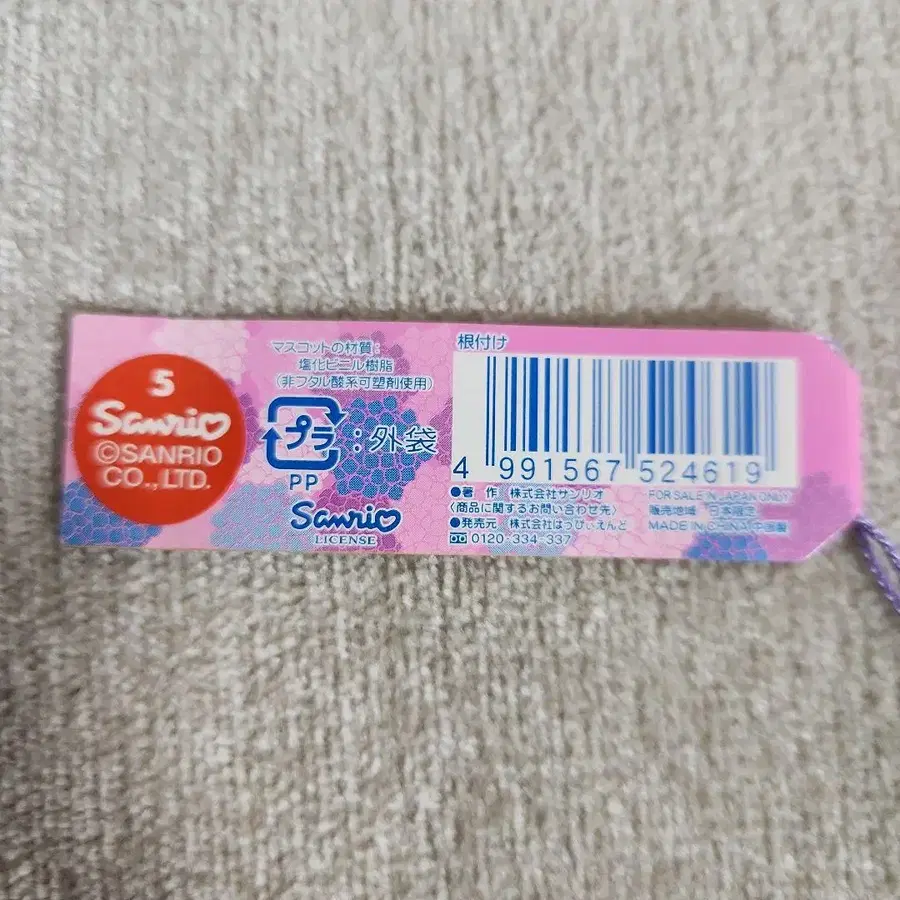 5
Sanrio
©SANRIO
CO.,LTD.
マスコットの材質:
塩化ビニル樹脂
(非フタル酸系可塑剤使用)
プラ:外袋
PP
Sanrio
LICENSE
根付け
4 991567 524619
●著 作 株式会社サンリオ
〈商品に関するお問い合わせ先〉
●発売元 株式会社はっぴぃえんど
0120-334-337
FOR SALE IN JAPAN ONLY
販売地域 日本限定
MADE IN CHINA 中国製